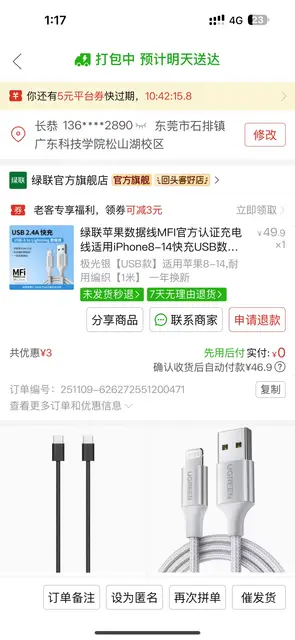 1:17
4G 23
打包中 预计明天送达
你还有5元平台券快过期，10:42:15.8
长恭 136****2890 东莞市石排镇
广东科技学院松山湖校区
修改
绿联 绿联官方旗舰店 官方旗舰 回头客好店
券 老客专享福利，领券可减3元 立即领取
USB 2.4A 快充
MFi
绿联苹果数据线MFI官方认证充电
线适用iPhone8-14快充USB数...
¥49.9
×1
极光银【USB款】适用苹果8-14,耐
用编织【1米】 一年换新
未发货秒退 7天无理由退货
分享商品 联系商家 申请退款
共优惠¥3 先用后付 实付: ¥0
确认收货后自动付款¥46.9
订单编号: 251109-626272551200471 复制
查看更多订单和优惠信息
UGREEN
UGREEN
订单备注 设为匿名 再次拼单 催发货